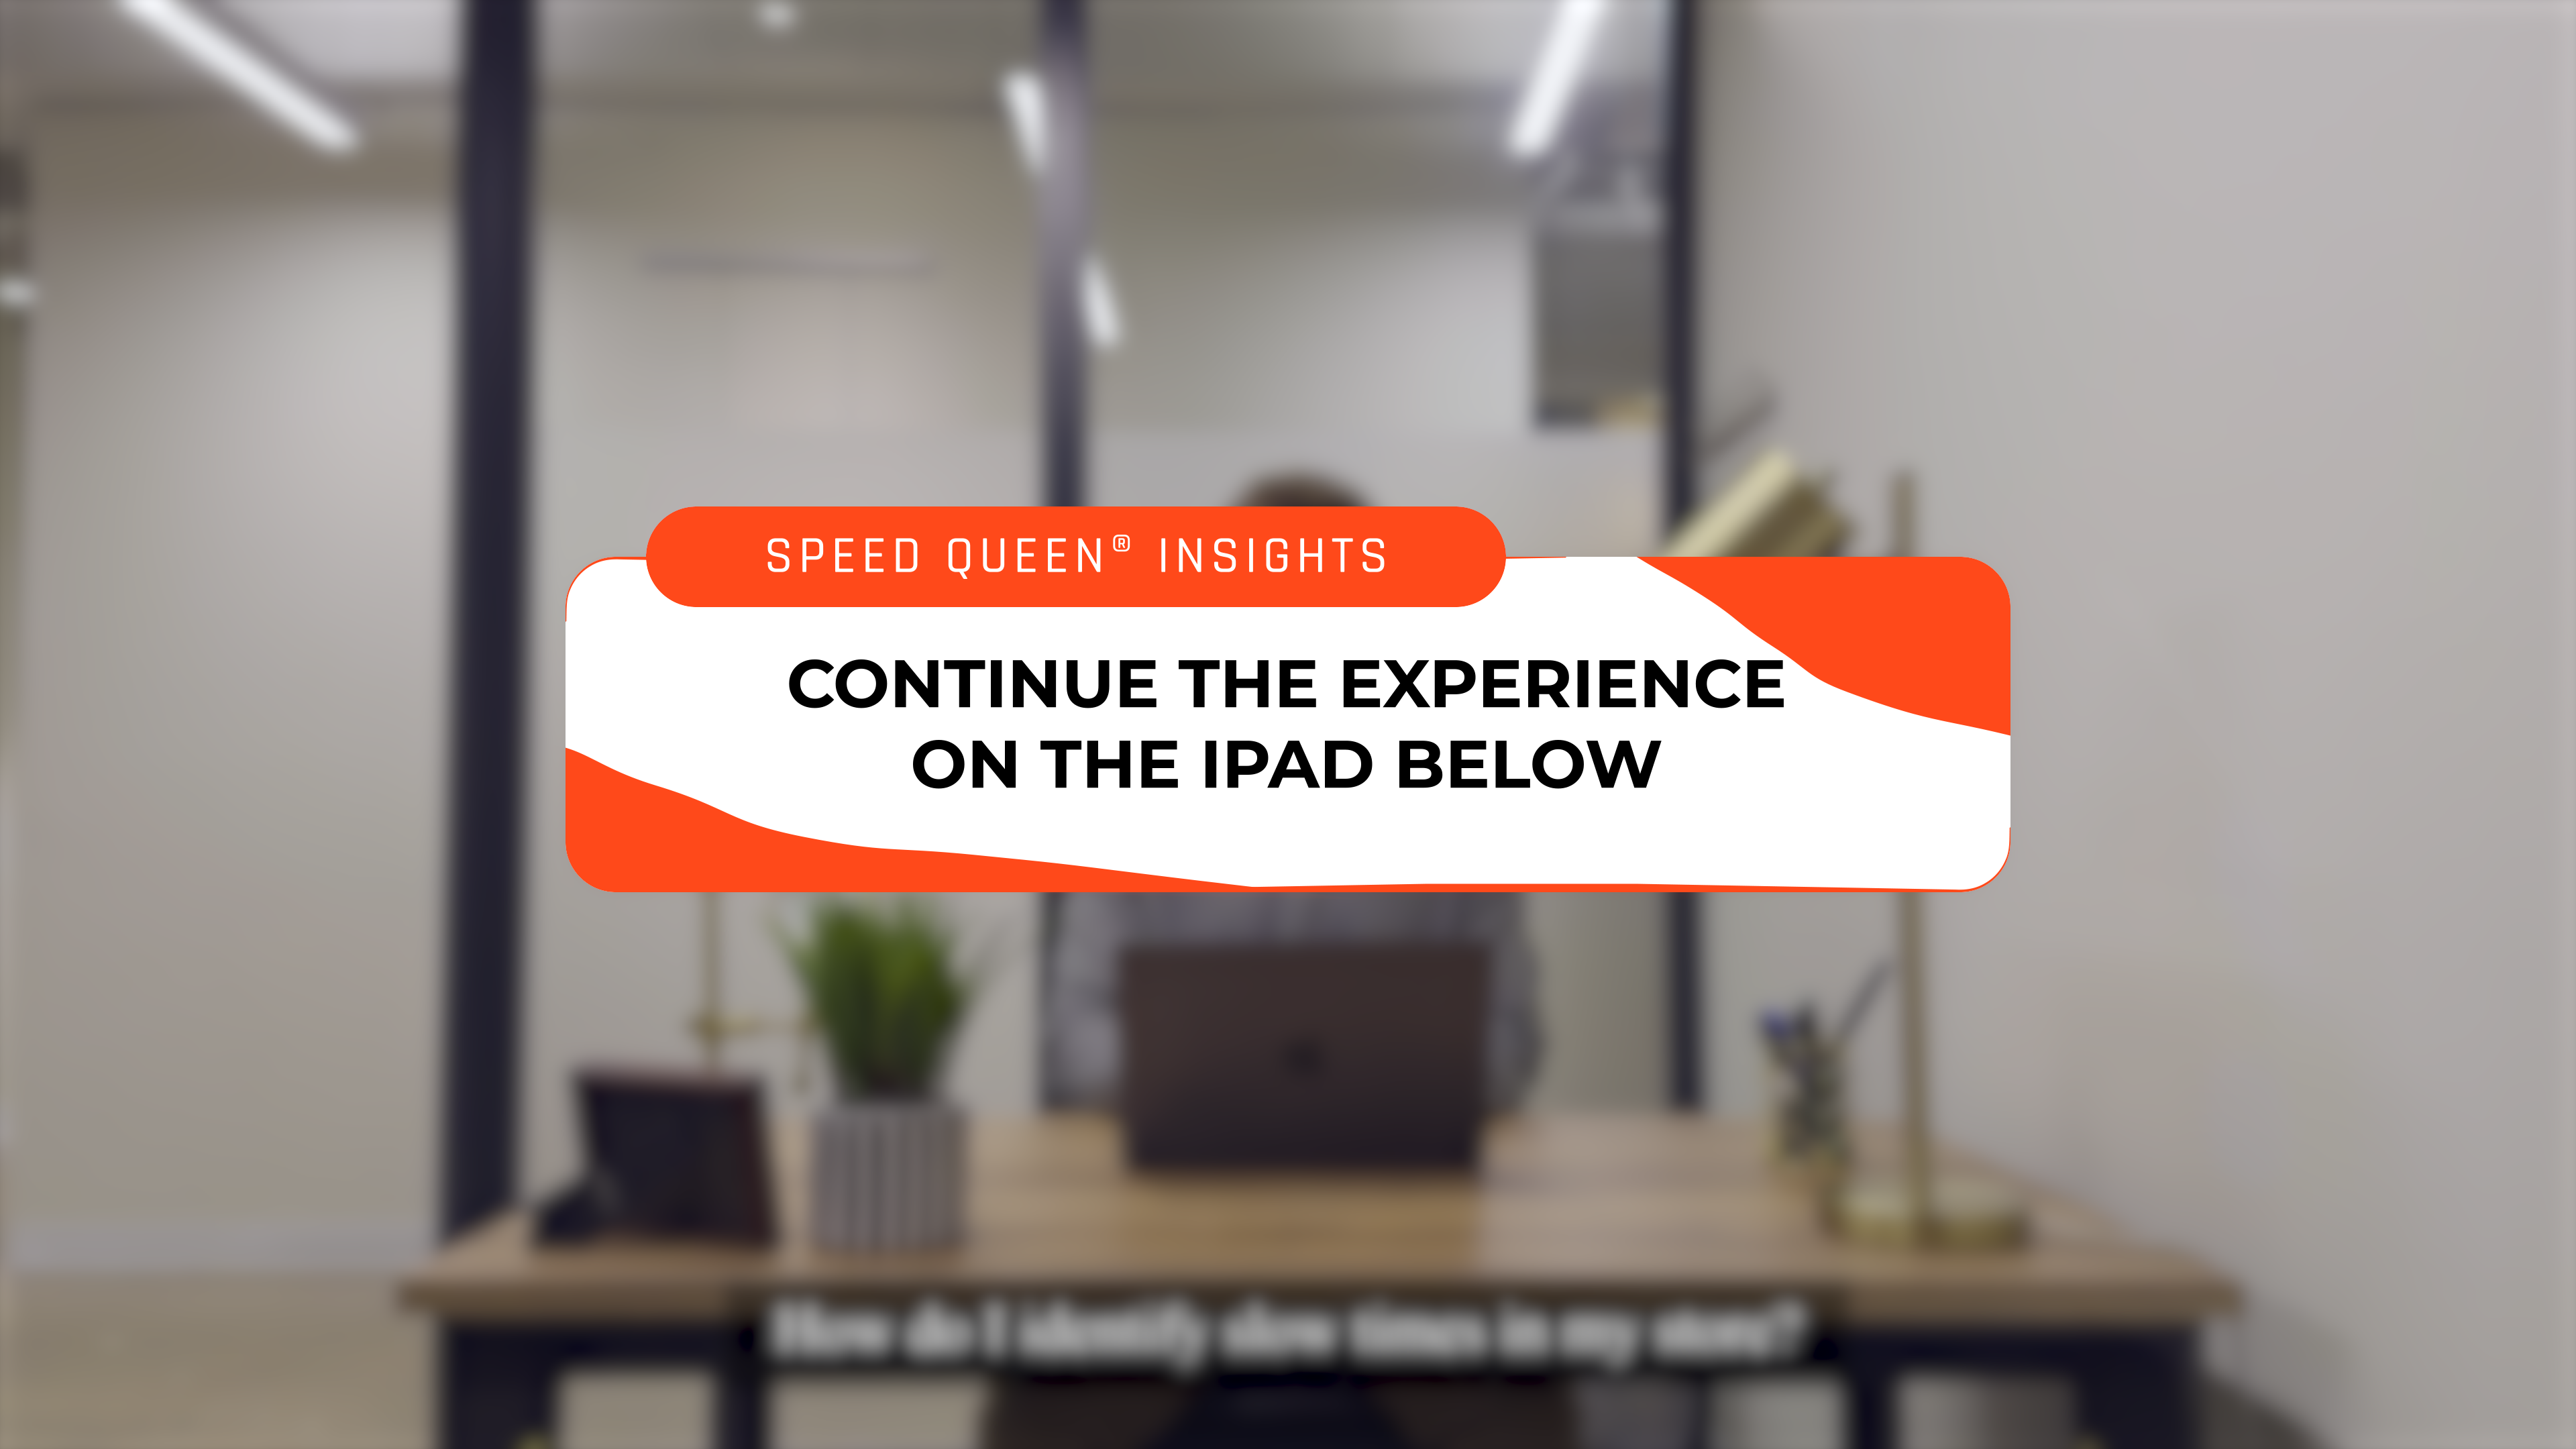 SPEED QUEEN® INSIGHTS
CONTINUE THE EXPERIENCE
ON THE IPAD BELOW
How do I identify slow times in my store?